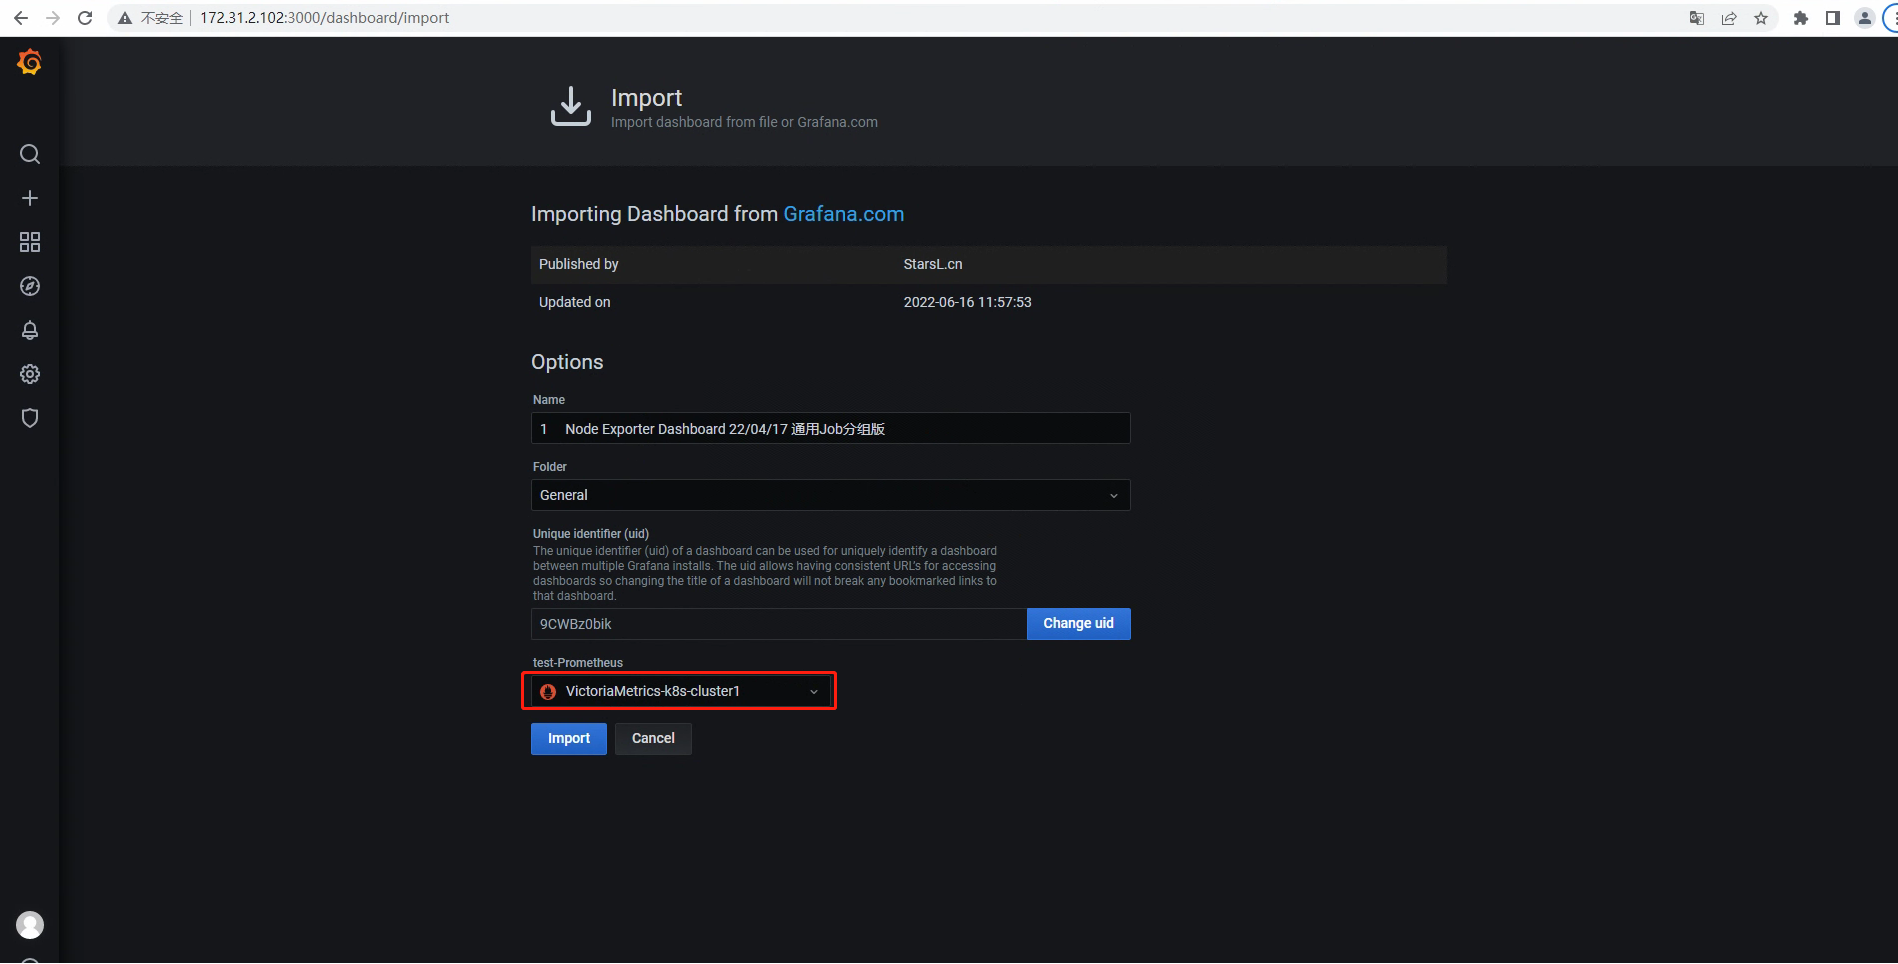 不安全 172.31.2.102:3000/dashboard/import
Import
Import dashboard from file or Grafana.com
Importing Dashboard from Grafana.com
Published by StarsL.cn
Updated on 2022-06-16 11:57:53
Options
Name
1 Node Exporter Dashboard 22/04/17 通用Job分组版
Folder
General
Unique identifier (uid)
The unique identifier (uid) of a dashboard can be used for uniquely identify a dashboard
between multiple Grafana installs. The uid allows having consistent URL's for accessing
dashboards so changing the title of a dashboard will not break any bookmarked links to
that dashboard.
9CWBz0bik Change uid
test-Prometheus
VictoriaMetrics-k8s-cluster1
Import Cancel